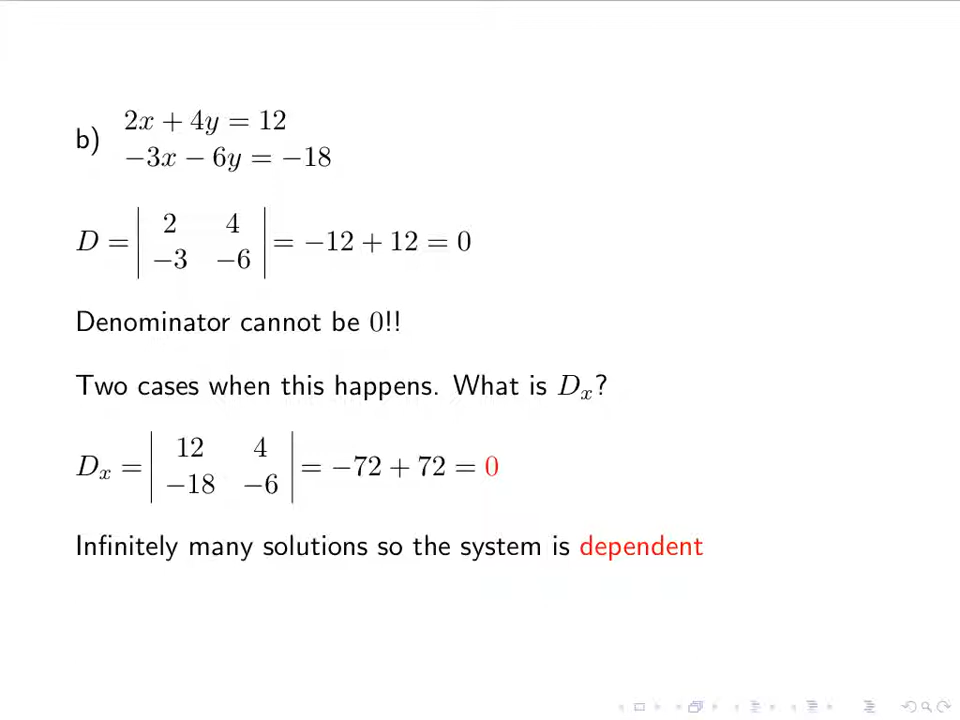 b) 2x + 4y = 12
−3x − 6y = −18
D = | 2 4 |
| −3 −6 | = −12 + 12 = 0
Denominator cannot be 0!!
Two cases when this happens. What is Dₓ?
Dₓ = | 12 4 |
| −18 −6 | = −72 + 72 = 0
Infinitely many solutions so the system is dependent